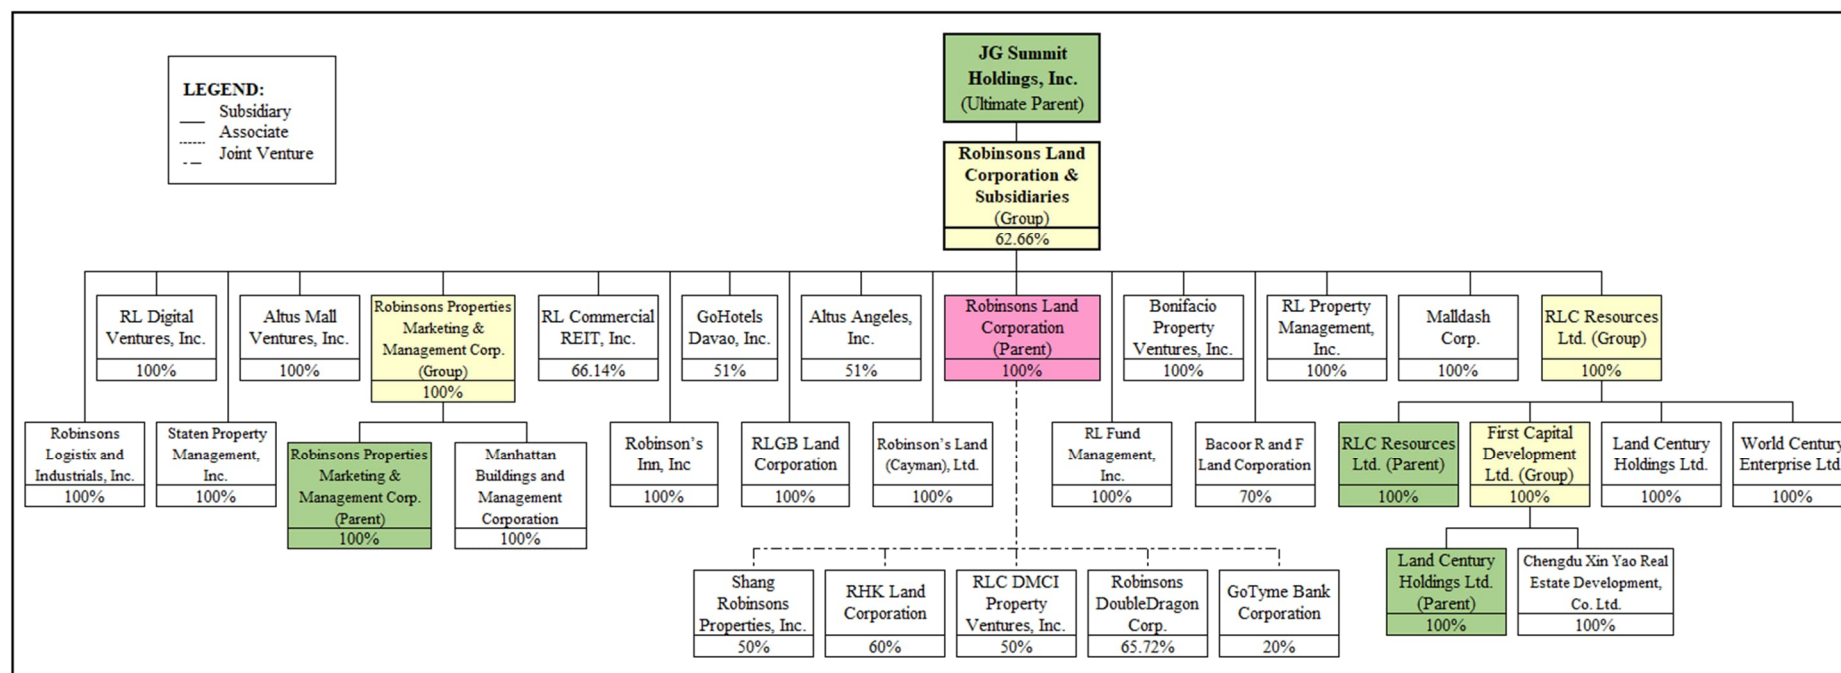 JG Summit
Holdings, Inc.
(Ultimate Parent)
LEGEND:
Subsidiary
Associate
Joint Venture
Robinsons Land
Corporation &
Subsidiaries
(Group)
62.66%
RL Digital
Ventures, Inc.
100%
Altus Mall
Ventures, Inc.
100%
Robinsons Properties
Marketing &
Management Corp.
(Group)
100%
RL Commercial
REIT, Inc.
66.14%
GoHotels
Davao, Inc.
51%
Altus Angeles,
Inc.
51%
Robinsons Land
Corporation
(Parent)
100%
Bonifacio
Property
Ventures, Inc.
100%
RL Property
Management,
Inc.
100%
Malldash
Corp.
100%
RLC Resources
Ltd. (Group)
100%
Robinsons
Logistix and
Industrials, Inc.
100%
Staten Property
Management,
Inc.
100%
Robinsons Properties
Marketing &
Management Corp.
(Parent)
100%
Manhattan
Buildings and
Management
Corporation
100%
Robinson's
Inn, Inc
100%
RLGB Land
Corporation
100%
Robinson's Land
(Cayman), Ltd.
100%
RL Fund
Management,
Inc.
100%
Bacoor R and F
Land Corporation
70%
RLC Resources
Ltd. (Parent)
100%
First Capital
Development
Ltd. (Group)
100%
Land Century
Holdings Ltd.
100%
World Century
Enterprise Ltd.
100%
Shang
Robinsons
Properties, Inc.
50%
RHK Land
Corporation
60%
RLC DMCI
Property
Ventures, Inc.
50%
Robinsons
DoubleDragon
Corp.
65.72%
GoTyme Bank
Corporation
20%
Land Century
Holdings Ltd.
(Parent)
100%
Chengdu Xin Yao Real
Estate Development,
Co. Ltd.
100%